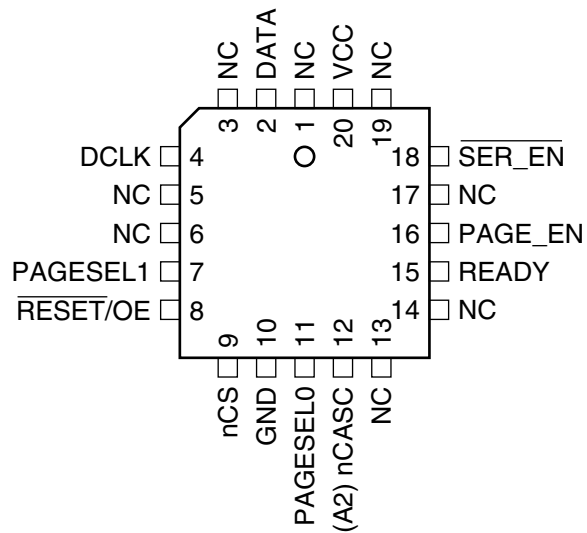 NC
DATA
NC
VCC
NC
3
2
1
20
19
DCLK 4
NC 5
NC 6
PAGESEL1 7
RESET/OE 8
18 SER_EN
17 NC
16 PAGE_EN
15 READY
14 NC
9
10
11
12
13
nCS
GND
PAGESEL0
(A2) nCASC
NC